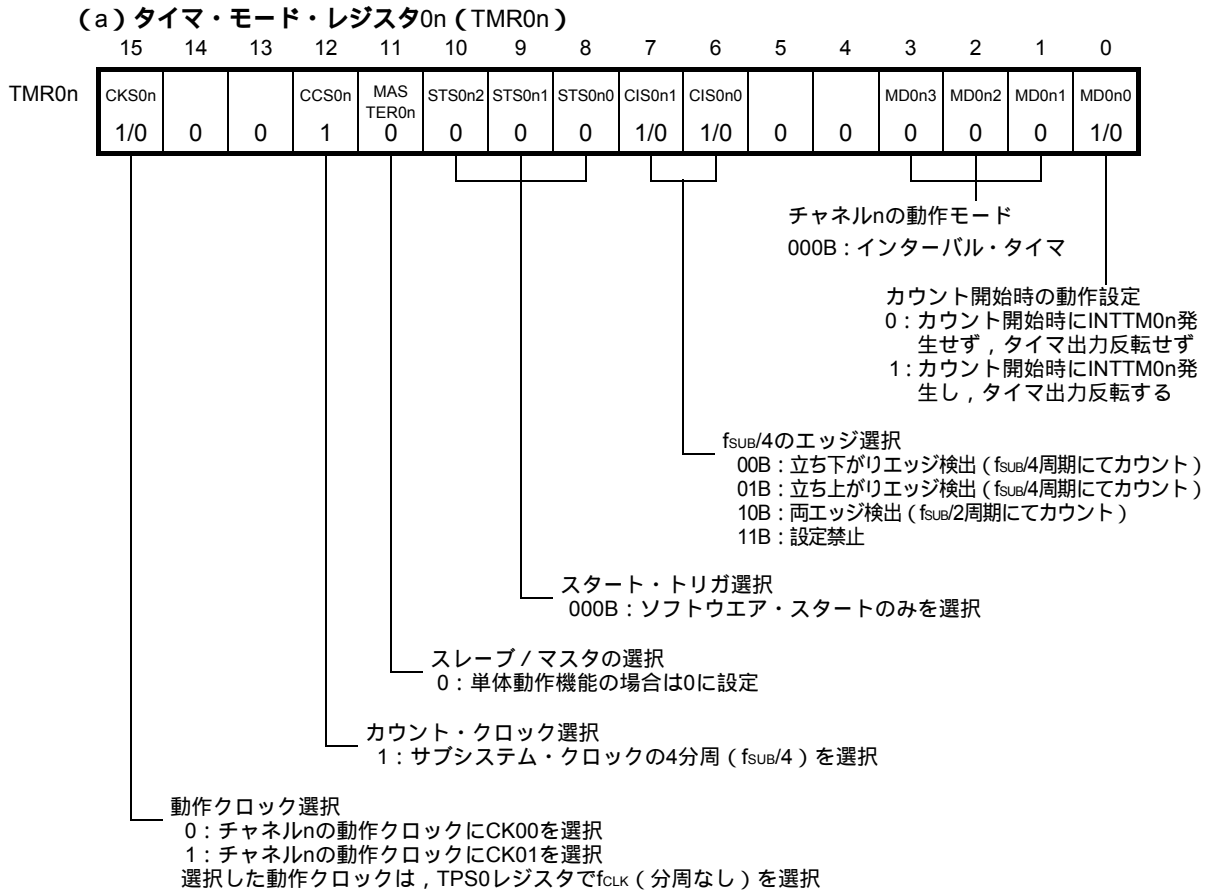 （a）タイマ・モード・レジスタ0n（TMR0n）
15 14 13 12 11 10 9 8 7 6 5 4 3 2 1 0
TMR0n CKS0n CCS0n MAS TER0n STS0n2 STS0n1 STS0n0 CIS0n1 CIS0n0 MD0n3 MD0n2 MD0n1 MD0n0
1/0 0 0 1 0 0 0 0 1/0 1/0 0 0 0 0 0 1/0
チャネルnの動作モード
000B：インターバル・タイマ
カウント開始時の動作設定
0：カウント開始時にINTTM0n発
生せず，タイマ出力反転せず
1：カウント開始時にINTTM0n発
生し，タイマ出力反転する
fSUB/4のエッジ選択
00B：立ち下がりエッジ検出（fSUB/4周期にてカウント）
01B：立ち上がりエッジ検出（fSUB/4周期にてカウント）
10B：両エッジ検出（fSUB/2周期にてカウント）
11B：設定禁止
スタート・トリガ選択
000B：ソフトウエア・スタートのみを選択
スレーブ／マスタの選択
0：単体動作機能の場合は0に設定
カウント・クロック選択
1：サブシステム・クロックの4分周（fSUB/4）を選択
動作クロック選択
0：チャネルnの動作クロックにCK00を選択
1：チャネルnの動作クロックにCK01を選択
選択した動作クロックは，TPS0レジスタでfCLK（分周なし）を選択